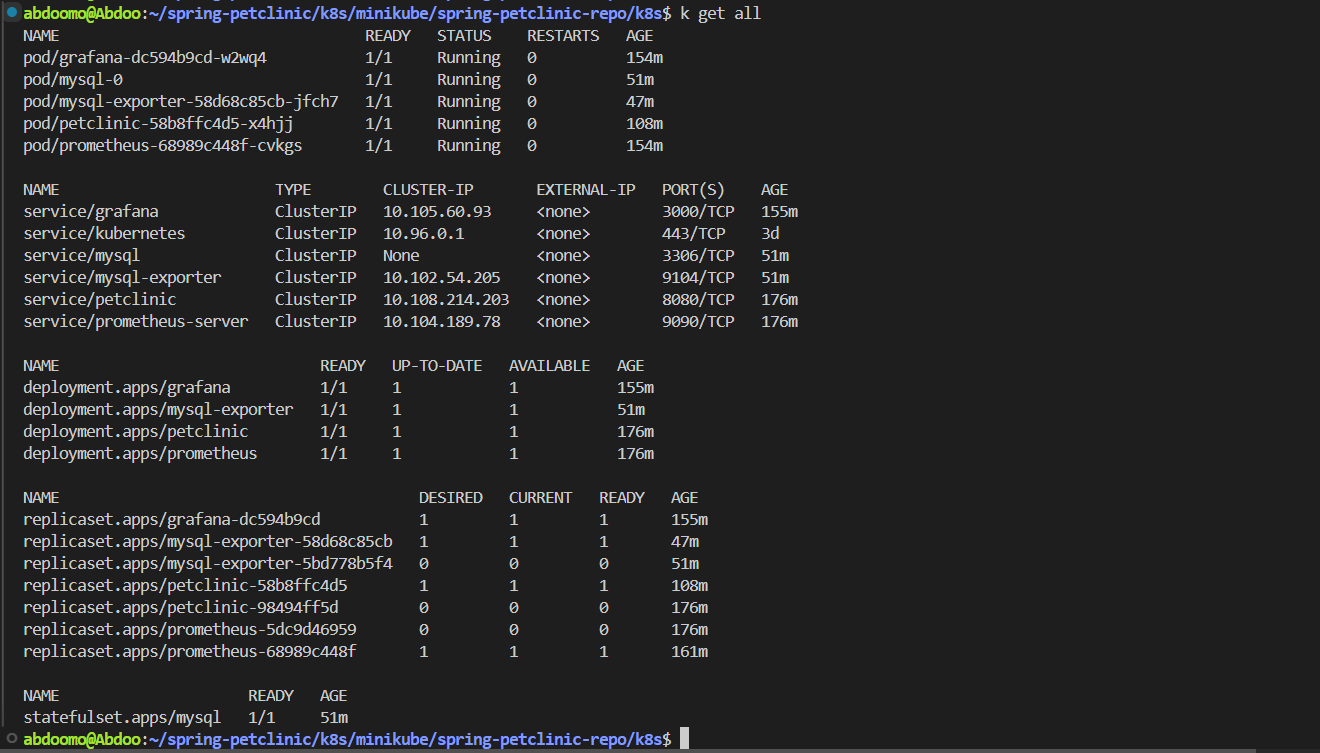 abdoomo@Abdoo:~/spring-petclinic/k8s/minikube/spring-petclinic-repo/k8s$ k get all
NAME READY STATUS RESTARTS AGE
pod/grafana-dc594b9cd-w2wq4 1/1 Running 0 154m
pod/mysql-0 1/1 Running 0 51m
pod/mysql-exporter-58d68c85cb-jfch7 1/1 Running 0 47m
pod/petclinic-58b8ffc4d5-x4hjj 1/1 Running 0 108m
pod/prometheus-68989c448f-cvkgs 1/1 Running 0 154m
NAME TYPE CLUSTER-IP EXTERNAL-IP PORT(S) AGE
service/grafana ClusterIP 10.105.60.93 <none> 3000/TCP 155m
service/kubernetes ClusterIP 10.96.0.1 <none> 443/TCP 3d
service/mysql ClusterIP None <none> 3306/TCP 51m
service/mysql-exporter ClusterIP 10.102.54.205 <none> 9104/TCP 51m
service/petclinic ClusterIP 10.108.214.203 <none> 8080/TCP 176m
service/prometheus-server ClusterIP 10.104.189.78 <none> 9090/TCP 176m
NAME READY UP-TO-DATE AVAILABLE AGE
deployment.apps/grafana 1/1 1 1 155m
deployment.apps/mysql-exporter 1/1 1 1 51m
deployment.apps/petclinic 1/1 1 1 176m
deployment.apps/prometheus 1/1 1 1 176m
NAME DESIRED CURRENT READY AGE
replicaset.apps/grafana-dc594b9cd 1 1 1 155m
replicaset.apps/mysql-exporter-58d68c85cb 1 1 1 47m
replicaset.apps/mysql-exporter-5bd778b5f4 0 0 0 51m
replicaset.apps/petclinic-58b8ffc4d5 1 1 1 108m
replicaset.apps/petclinic-98494ff5d 0 0 0 176m
replicaset.apps/prometheus-5dc9d46959 0 0 0 176m
replicaset.apps/prometheus-68989c448f 1 1 1 161m
NAME READY AGE
statefulset.apps/mysql 1/1 51m
abdoomo@Abdoo:~/spring-petclinic/k8s/minikube/spring-petclinic-repo/k8s$